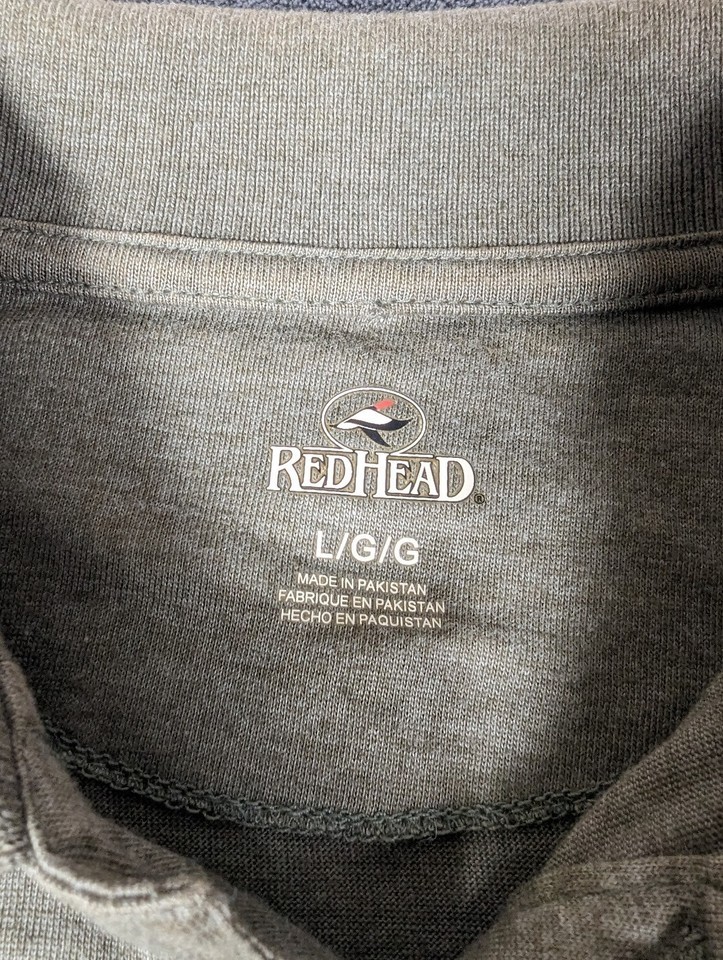 REDHEAD®
L/G/G
MADE IN PAKISTAN
FABRIQUE EN PAKISTAN
HECHO EN PAQUISTAN